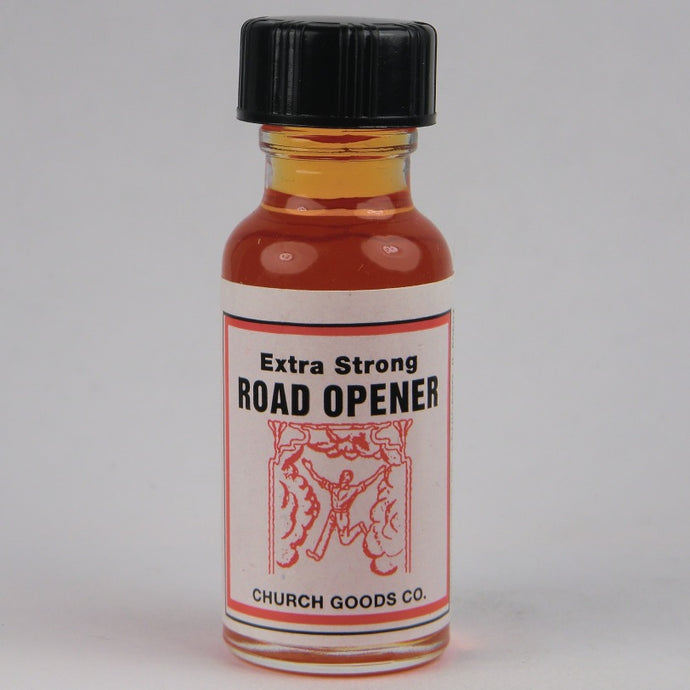 Extra Strong
ROAD OPENER
CHURCH GOODS CO.